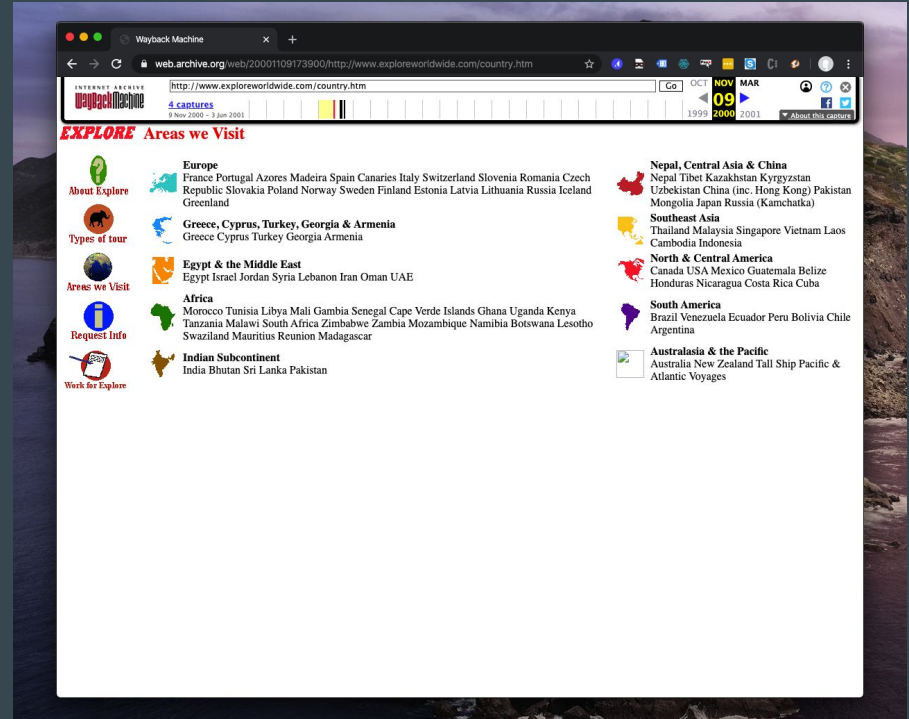 Wayback Machine
web.archive.org/web/20001109173900/http://www.exploreworldwide.com/country.htm
INTERNET ARCHIVE
WayBackMachine
http://www.exploreworldwide.com/country.htm
Go
OCT NOV MAR
09
1999 2000 2001
4 captures
9 Nov 2000 – 3 Jun 2001
About this capture
EXPLORE Areas we Visit
About Explore
Types of tour
Areas we Visit
Request Info
Work for Explore
Europe
France Portugal Azores Madeira Spain Canaries Italy Switzerland Slovenia Romania Czech
Republic Slovakia Poland Norway Sweden Finland Estonia Latvia Lithuania Russia Iceland
Greenland
Greece, Cyprus, Turkey, Georgia & Armenia
Greece Cyprus Turkey Georgia Armenia
Egypt & the Middle East
Egypt Israel Jordan Syria Lebanon Iran Oman UAE
Africa
Morocco Tunisia Libya Mali Gambia Senegal Cape Verde Islands Ghana Uganda Kenya
Tanzania Malawi South Africa Zimbabwe Zambia Mozambique Namibia Botswana Lesotho
Swaziland Mauritius Reunion Madagascar
Indian Subcontinent
India Bhutan Sri Lanka Pakistan
Nepal, Central Asia & China
Nepal Tibet Kazakhstan Kyrgyzstan
Uzbekistan China (inc. Hong Kong) Pakistan
Mongolia Japan Russia (Kamchatka)
Southeast Asia
Thailand Malaysia Singapore Vietnam Laos
Cambodia Indonesia
North & Central America
Canada USA Mexico Guatemala Belize
Honduras Nicaragua Costa Rica Cuba
South America
Brazil Venezuela Ecuador Peru Bolivia Chile
Argentina
Australasia & the Pacific
Australia New Zealand Tall Ship Pacific &
Atlantic Voyages